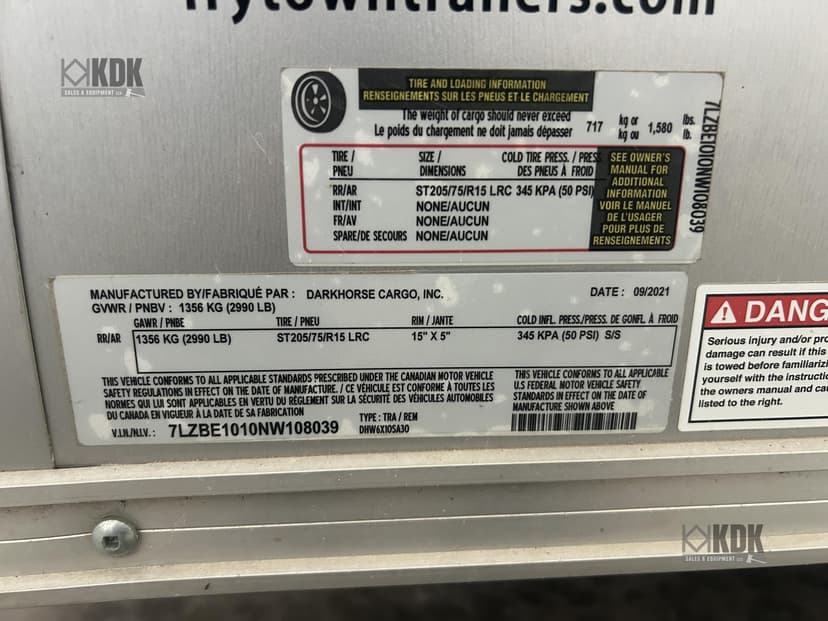 frytowntrailers.com
KDK
SALES & EQUIPMENT LLC
TIRE AND LOADING INFORMATION
RENSEIGNEMENTS SUR LES PNEUS ET LE CHARGEMENT
The weight of cargo should never exceed
Le poids du chargement ne doit jamais dépasser
717 kg or kg ou 1,580 lbs. lb.
TIRE / PNEU
SIZE / DIMENSIONS
COLD TIRE PRESS. / PRESS. DES PNEUS À FROID
RR/AR ST205/75/R15 LRC 345 KPA (50 PSI)
INT/INT NONE/AUCUN
FR/AV NONE/AUCUN
SPARE/DE SECOURS NONE/AUCUN
SEE OWNER'S
MANUAL FOR
ADDITIONAL
INFORMATION
VOIR LE MANUEL
DE L'USAGER
POUR PLUS DE
RENSEIGNEMENTS
7LZBE1010NW108039
MANUFACTURED BY/FABRIQUÉ PAR : DARKHORSE CARGO, INC. DATE : 09/2021
GVWR / PNBV : 1356 KG (2990 LB)
GAWR / PNBE TIRE / PNEU RIM / JANTE COLD INFL. PRESS./PRESS. DE GONFL. À FROID
RR/AR 1356 KG (2990 LB) ST205/75/R15 LRC 15" X 5" 345 KPA (50 PSI) S/S
THIS VEHICLE CONFORMS TO ALL APPLICABLE STANDARDS PRESCRIBED UNDER THE CANADIAN MOTOR VEHICLE
SAFETY REGULATIONS IN EFFECT ON THE DATE OF MANUFACTURE. / CE VÉHICULE EST CONFORME À TOUTES LES
NORMES QUI LUI SONT APPLICABLES EN VERTU DU RÈGLEMENT SUR LA SÉCURITÉ DES VÉHICULES AUTOMOBILES
DU CANADA EN VIGUEUR À LA DATE DE SA FABRICATION
THIS VEHICLE CONFORMS TO ALL APPLICABLE
U.S FEDERAL MOTOR VEHICLE SAFETY
STANDARDS IN EFFECT ON THE DATE OF
MANUFACTURE SHOWN ABOVE
V.I.N./N.I.V. : 7LZBE1010NW108039
TYPE : TRA / REM
DHW6X10SA30
DANG
Serious injury and/or pro
damage can result if this
is towed before familiarizin
yourself with the instructi
the owners manual and cau
listed to the right.
KDK
SALES & EQUIPMENT LLC